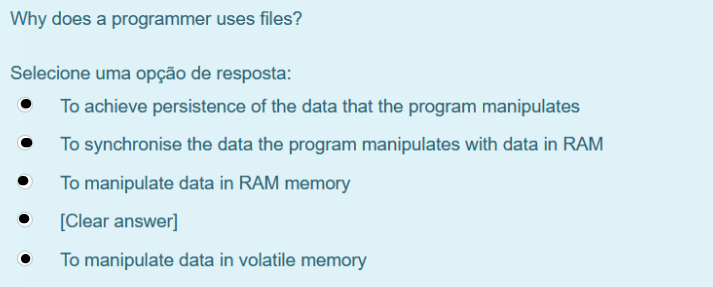 Why does a programmer uses files?
Selecione uma opção de resposta:
To achieve persistence of the data that the program manipulates
To synchronise the data the program manipulates with data in RAM
To manipulate data in RAM memory
[Clear answer]
To manipulate data in volatile memory